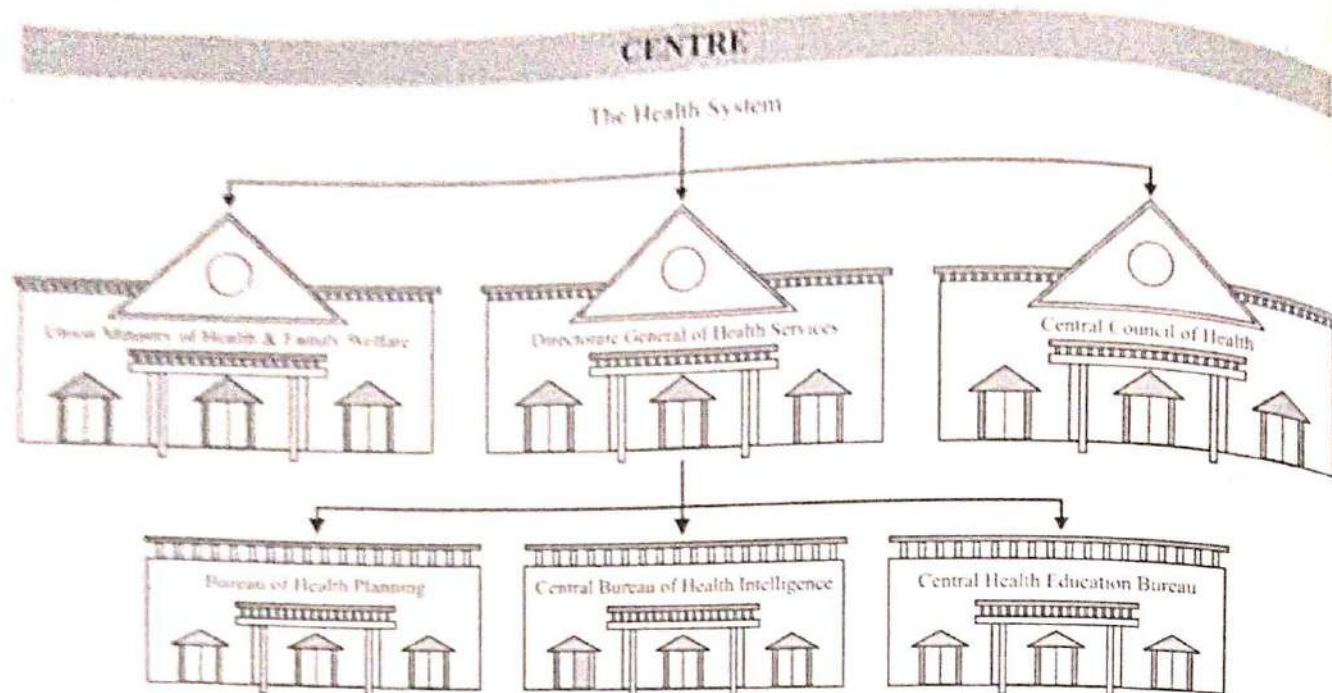 CENTRE
The Health System
Union Ministry of Health & Family Welfare
Directorate General of Health Services
Central Council of Health
Bureau of Health Planning
Central Bureau of Health Intelligence
Central Health Education Bureau